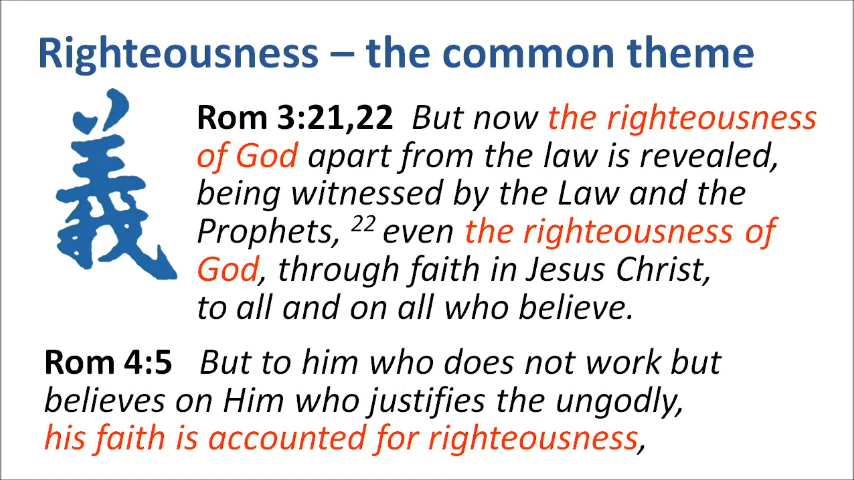 Righteousness – the common theme
義
Rom 3:21,22 But now the righteousness
of God apart from the law is revealed,
being witnessed by the Law and the
Prophets, 22 even the righteousness of
God, through faith in Jesus Christ,
to all and on all who believe.
Rom 4:5 But to him who does not work but
believes on Him who justifies the ungodly,
his faith is accounted for righteousness,